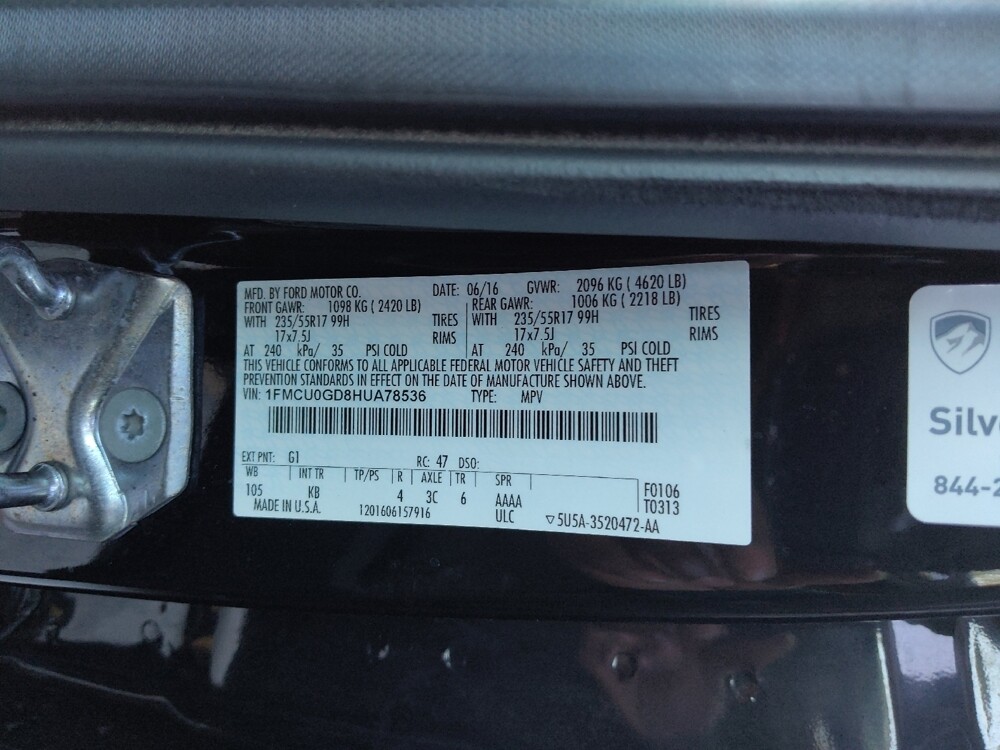 MFD. BY FORD MOTOR CO. DATE: 06/16 GVWR: 2096 KG ( 4620 LB)
FRONT GAWR: 1098 KG ( 2420 LB) REAR GAWR: 1006 KG ( 2218 LB)
WITH 235/55R17 99H TIRES WITH 235/55R17 99H TIRES
17x7.5J RIMS 17x7.5J RIMS
AT 240 kPa/ 35 PSI COLD AT 240 kPa/ 35 PSI COLD
THIS VEHICLE CONFORMS TO ALL APPLICABLE FEDERAL MOTOR VEHICLE SAFETY AND THEFT
PREVENTION STANDARDS IN EFFECT ON THE DATE OF MANUFACTURE SHOWN ABOVE.
VIN: 1FMCU0GD8HUA78536 TYPE: MPV
EXT PNT: G1 RC: 47 DSO:
WB INT TR TP/PS R AXLE TR SPR
105 KB 4 3C 6 AAAA F0106
MADE IN U.S.A. 1201606157916 ULC T0313
▽5U5A-3520472-AA
Silv
844-2